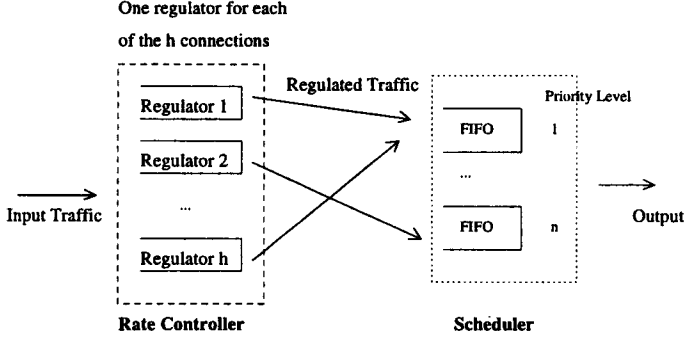 One regulator for each
of the h connections
Regulator 1
Regulator 2
...
Regulator h
Input Traffic
Rate Controller
Regulated Traffic
Priority Level
FIFO 1
...
FIFO n
Output
Scheduler